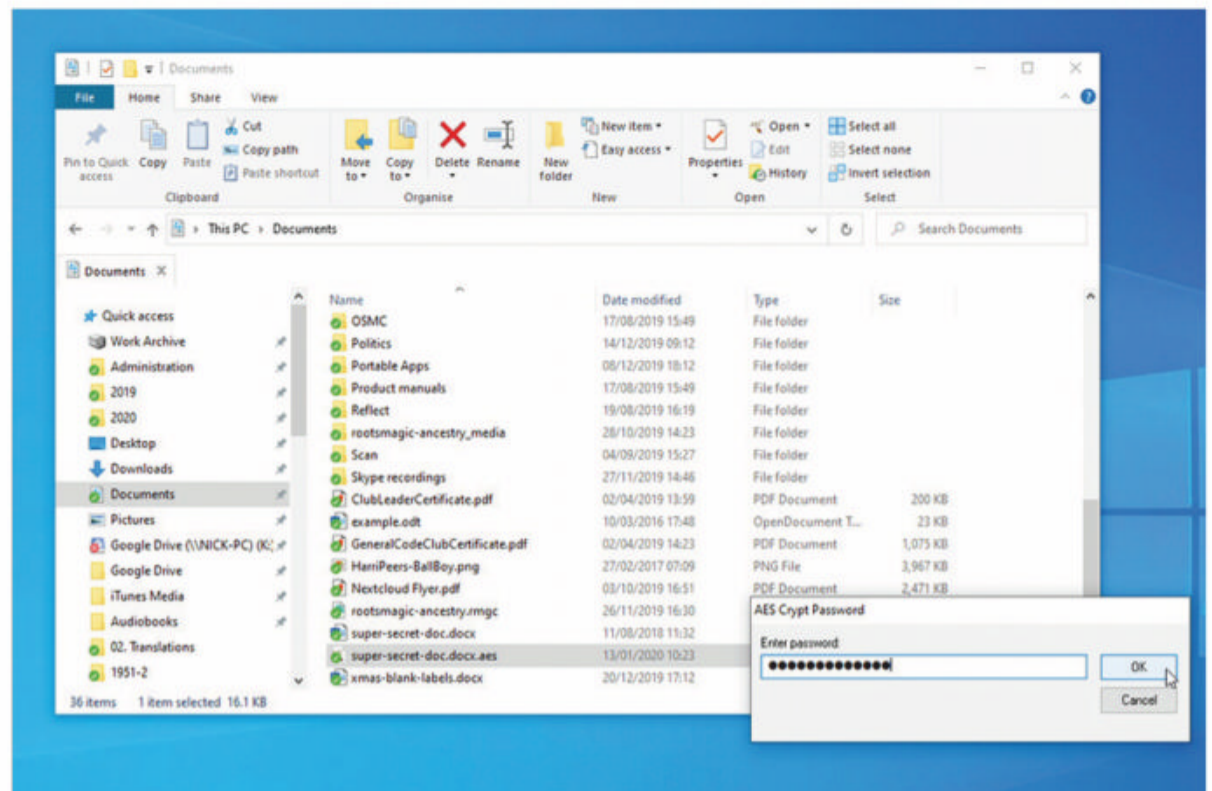 Documents
File Home Share View
Pin to Quick access
Copy
Paste
Cut
Copy path
Paste shortcut
Clipboard
Move to
Copy to
Delete
Rename
Organise
New folder
New item
Easy access
New
Properties
Open
Edit
History
Open
Select all
Select none
Invert selection
Select
This PC › Documents
Search Documents
Documents X
Quick access
Work Archive
Administration
2019
2020
Desktop
Downloads
Documents
Pictures
Google Drive (\\NICK-PC) (K:)
Google Drive
iTunes Media
Audiobooks
02. Translations
1951-2
Name Date modified Type Size
OSMC 17/08/2019 15:49 File folder
Politics 14/12/2019 09:12 File folder
Portable Apps 08/12/2019 18:12 File folder
Product manuals 17/08/2019 15:49 File folder
Reflect 19/08/2019 16:19 File folder
rootsmagic-ancestry_media 28/10/2019 14:23 File folder
Scan 04/09/2019 15:27 File folder
Skype recordings 27/11/2019 14:46 File folder
ClubLeaderCertificate.pdf 02/04/2019 13:59 PDF Document 200 KB
example.odt 10/03/2016 17:48 OpenDocument T... 23 KB
GeneralCodeClubCertificate.pdf 02/04/2019 14:23 PDF Document 1,075 KB
HarriPeers-BallBoy.png 27/02/2017 07:09 PNG File 3,967 KB
Nextcloud Flyer.pdf 03/10/2019 16:51 PDF Document 2,471 KB
rootsmagic-ancestry.rmgc 26/11/2019 16:30
super-secret-doc.docx 11/08/2018 11:32
super-secret-doc.docx.aes 13/01/2020 10:23
xmas-blank-labels.docx 20/12/2019 17:12
36 items 1 item selected 16.1 KB
AES Crypt Password
Enter password
OK
Cancel